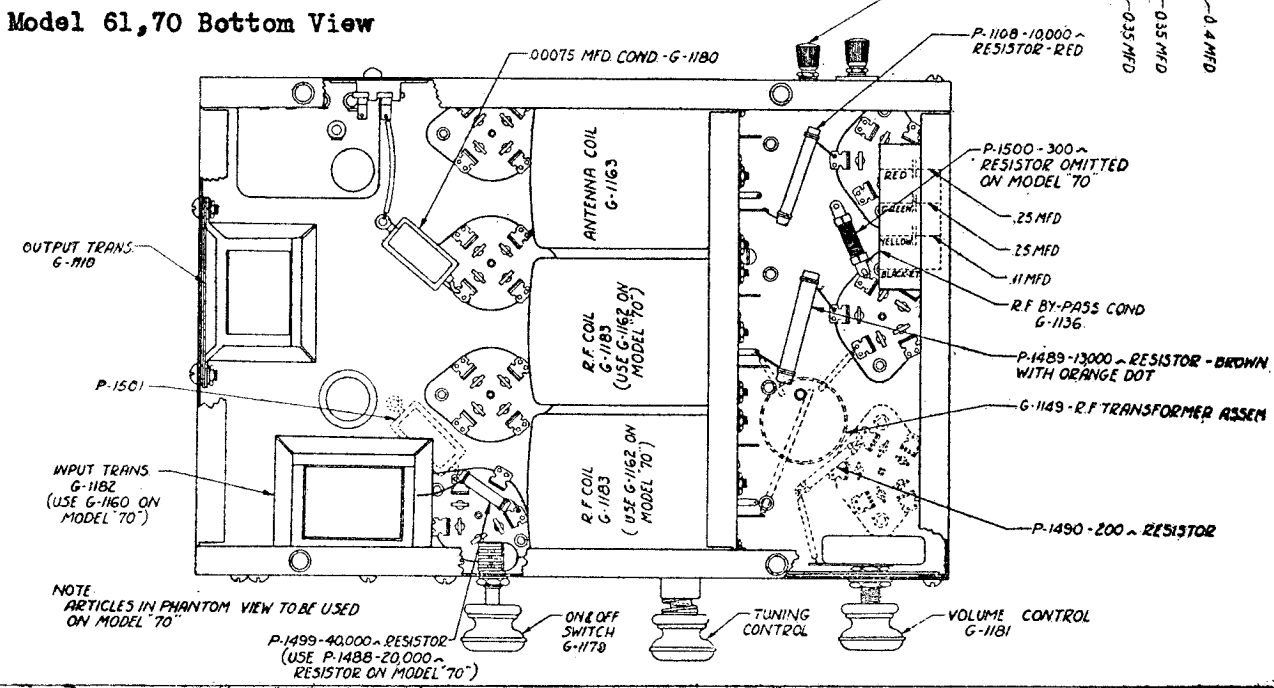 Model 61,70 Bottom View
~0.35 MFD
~0.35 MFD
~0.4 MFD
.00075 MFD. COND.-G-1180
P-1108-10,000~
RESISTOR-RED
P-1500-300~
RESISTOR OMITTED
ON MODEL "70"
RED
GREEN
YELLOW
.25 MFD
.25 MFD
.11 MFD
R.F BY-PASS COND
G-1136
P-1489-13000~RESISTOR-BROWN
WITH ORANGE DOT
G-1149-R.F TRANSFORMER ASSEM
P-1490-200~RESISTOR
ANTENNA COIL
G-1163
R.F. COIL
G-1183
(USE G-1162 ON
MODEL "70")
R.F COIL
G-1183
(USE G-1162 ON
MODEL "70")
OUTPUT TRANS.
P-1501
INPUT TRANS.
G-1182
(USE G-1160 ON
MODEL "70")
NOTE
ARTICLES IN PHANTOM VIEW TO BE USED
ON MODEL "70"
P-1499-40,000~RESISTOR
(USE P-1488-20,000~
RESISTOR ON MODEL "70")
ON & OFF
SWITCH
G-1179
TUNING
CONTROL
VOLUME CONTROL
G-1181